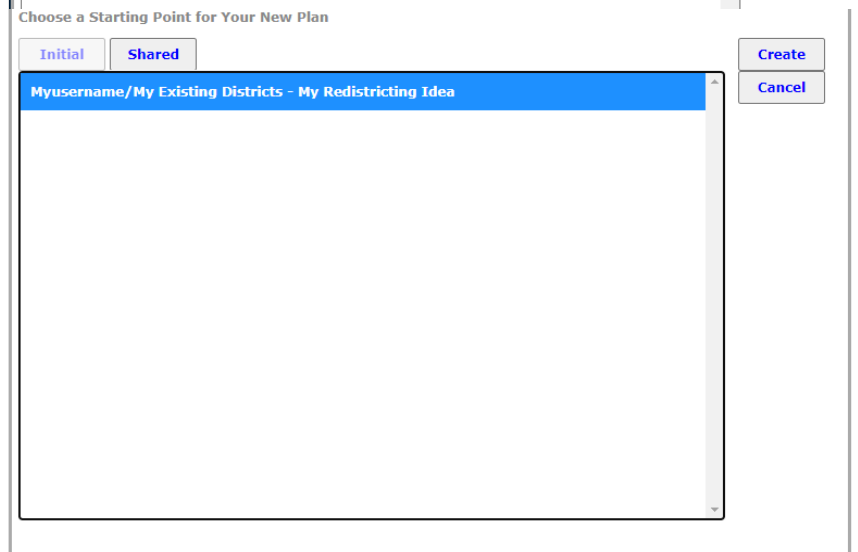 Choose a Starting Point for Your New Plan
Initial
Shared
Create
Myusername/My Existing Districts - My Redistricting Idea
Cancel